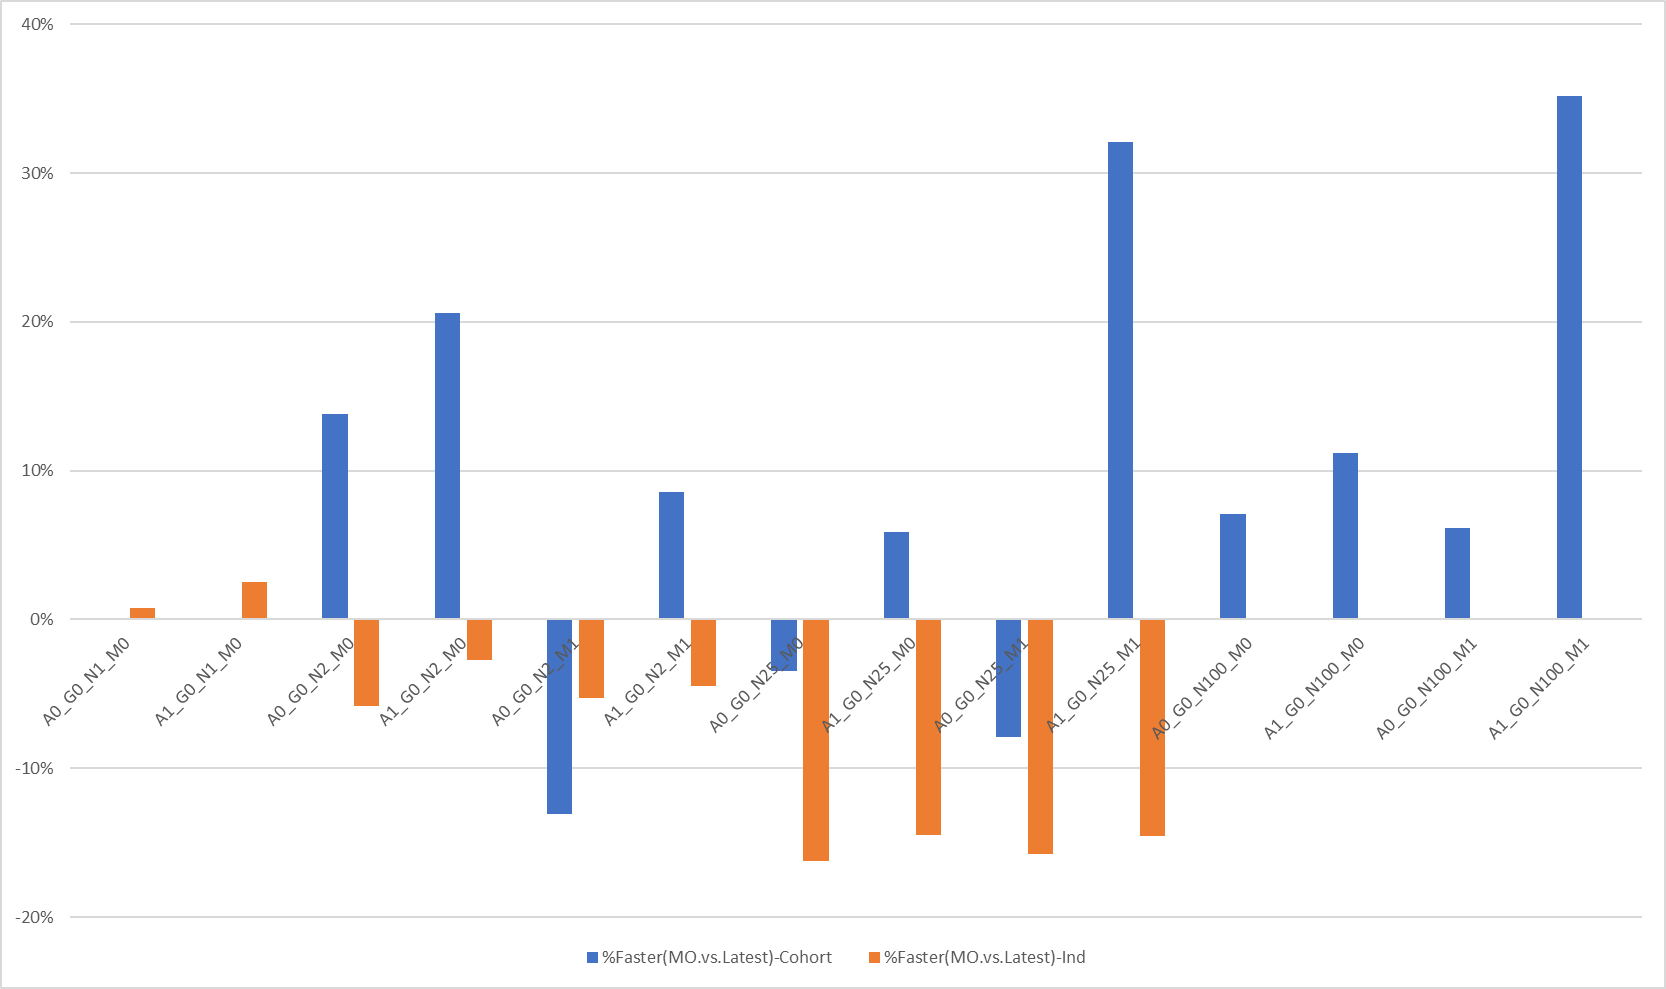 40%
30%
20%
10%
0%
-10%
-20%
A0_G0_N1_M0
A1_G0_N1_M0
A0_G0_N2_M0
A1_G0_N2_M0
A0_G0_N2_M1
A1_G0_N2_M1
A0_G0_N25_M0
A1_G0_N25_M0
A0_G0_N25_M1
A1_G0_N25_M1
A0_G0_N100_M0
A1_G0_N100_M0
A0_G0_N100_M1
A1_G0_N100_M1
%Faster(MO.vs.Latest)-Cohort
%Faster(MO.vs.Latest)-Ind